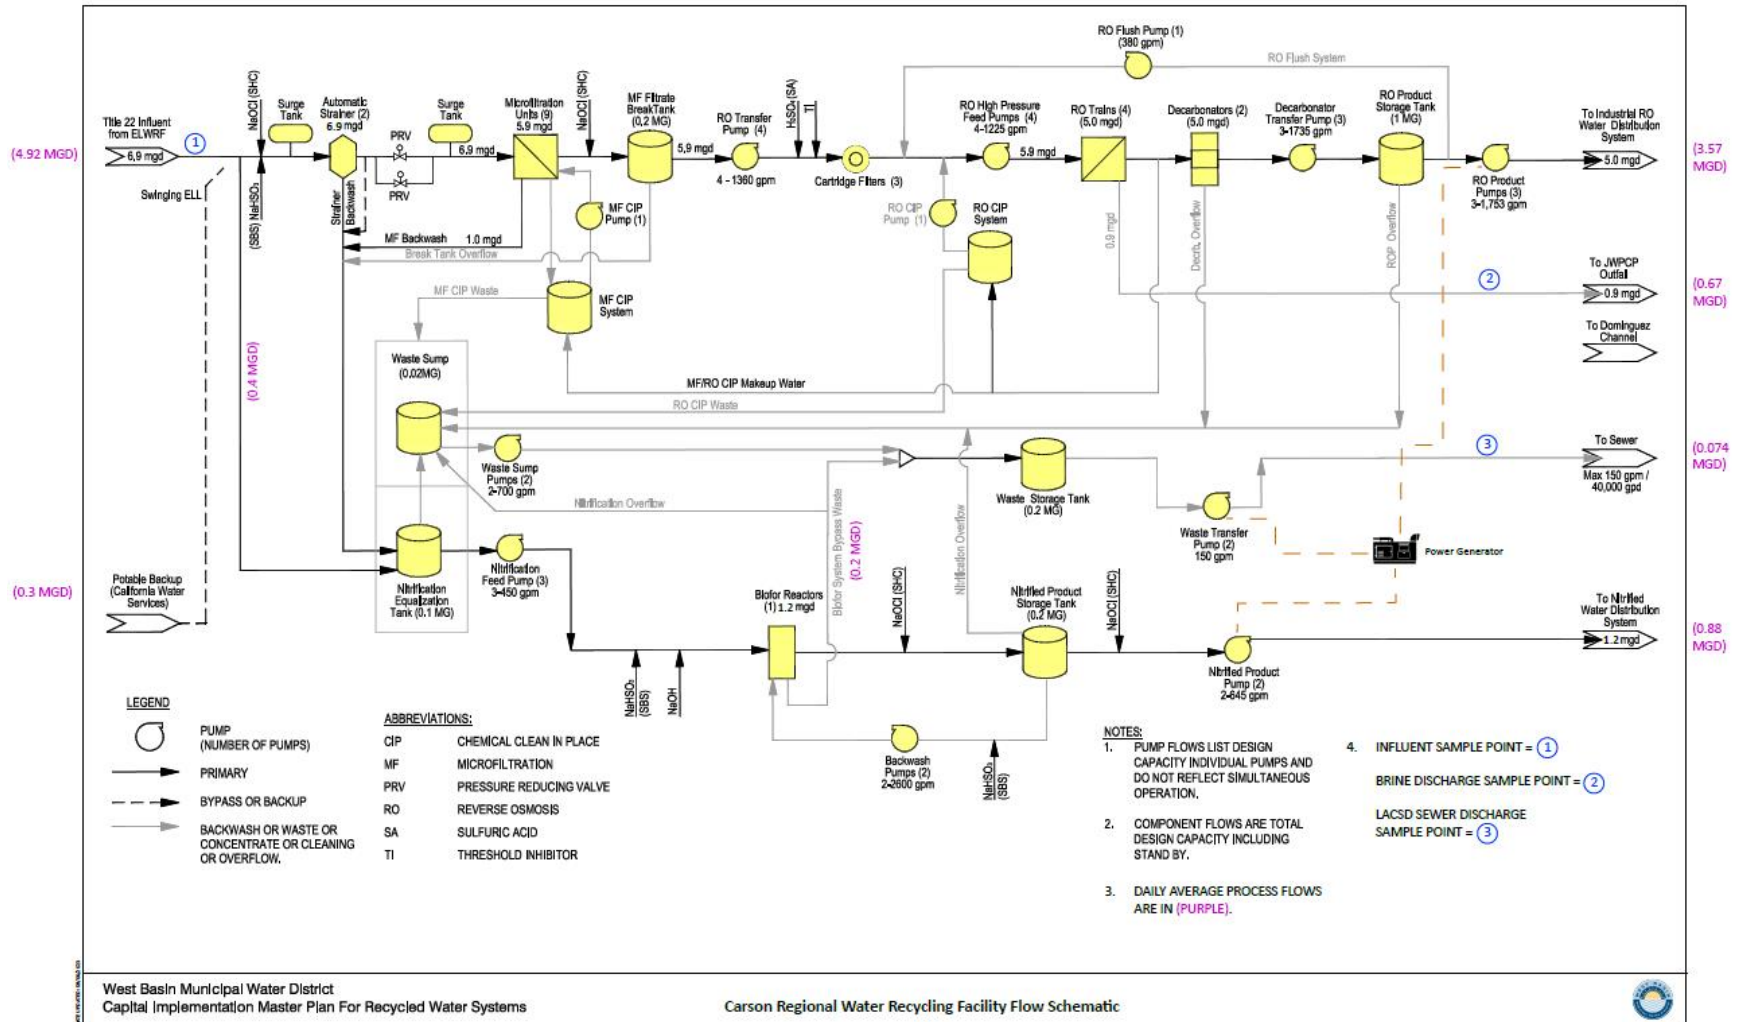 RO Flush Pump (1)
(380 gpm)
RO Flush System
NaOCl (SHC)
Surge
Tank
Automatic
Strainer (2)
6.9 mgd
Surge
Tank
Microfiltration
Units (9)
5.9 mgd
NaOCl (SHC)
MF Filtrate
BreakTank
(0.2 MG)
RO Transfer
Pump (4)
4 - 1360 gpm
H₂SO₄ (SA)
TI
Cartridge Filters (3)
RO High Pressure
Feed Pumps (4)
4-1225 gpm
RO Trains (4)
(5.0 mgd)
Decarbonators (2)
(5.0 mgd)
Decarbonator
Transfer Pump (3)
3-1735 gpm
RO Product
Storage Tank
(1 MG)
To Industrial RO
Water Distribution
System
5.0 mgd
(3.57
MGD)
RO Product
Pumps (3)
3-1,753 gpm
Title 22 Influent
from ELWRF
(4.92 MGD)
6.9 mgd
1
PRV
PRV
6.9 mgd
5.9 mgd
5.9 mgd
Swinging ELL
(SBS) NaHSO₃
Strainer
Backwash
MF Backwash 1.0 mgd
Break Tank Overflow
MF CIP
Pump (1)
RO CIP
Pump (1)
RO CIP
System
0.9 mgd
Decrb. Overflow
ROP Overflow
2
To JWPCP
Outfall
0.9 mgd
(0.67
MGD)
To Dominguez
Channel
MF CIP Waste
MF CIP
System
(0.4 MGD)
Waste Sump
(0.02MG)
MF/RO CIP Makeup Water
RO CIP Waste
Waste Sump
Pumps (2)
2-700 gpm
Nitrification Overflow
Biofor System Bypass Waste
(0.2 MGD)
Waste Storage Tank
(0.2 MG)
Nitrification Overflow
3
To Sewer
Max 150 gpm /
40,000 gpd
(0.074
MGD)
Waste Transfer
Pump (2)
150 gpm
Power Generator
(0.3 MGD)
Potable Backup
(California Water
Services)
Nitrification
Equalization
Tank (0.1 MG)
Nitrification
Feed Pump (3)
3-450 gpm
Biofor Reactors
(1) 1.2 mgd
NaOCl (SHC)
Nitrified Product
Storage Tank
(0.2 MG)
NaOCl (SHC)
Nitrified Product
Pump (2)
2-645 gpm
To Nitrified
Water Distribution
System
1.2mgd
(0.88
MGD)
NaHSO₃
(SBS)
NaOH
Backwash
Pumps (2)
2-2600 gpm
NaHSO₃
(SBS)
LEGEND
PUMP
(NUMBER OF PUMPS)
PRIMARY
BYPASS OR BACKUP
BACKWASH OR WASTE OR
CONCENTRATE OR CLEANING
OR OVERFLOW.
ABBREVIATIONS:
CIP CHEMICAL CLEAN IN PLACE
MF MICROFILTRATION
PRV PRESSURE REDUCING VALVE
RO REVERSE OSMOSIS
SA SULFURIC ACID
TI THRESHOLD INHIBITOR
NOTES:
1. PUMP FLOWS LIST DESIGN
CAPACITY INDIVIDUAL PUMPS AND
DO NOT REFLECT SIMULTANEOUS
OPERATION.
2. COMPONENT FLOWS ARE TOTAL
DESIGN CAPACITY INCLUDING
STAND BY.
3. DAILY AVERAGE PROCESS FLOWS
ARE IN (PURPLE).
4. INFLUENT SAMPLE POINT = 1
BRINE DISCHARGE SAMPLE POINT = 2
LACSD SEWER DISCHARGE
SAMPLE POINT = 3
West Basin Municipal Water District
Capital Implementation Master Plan For Recycled Water Systems
Carson Regional Water Recycling Facility Flow Schematic